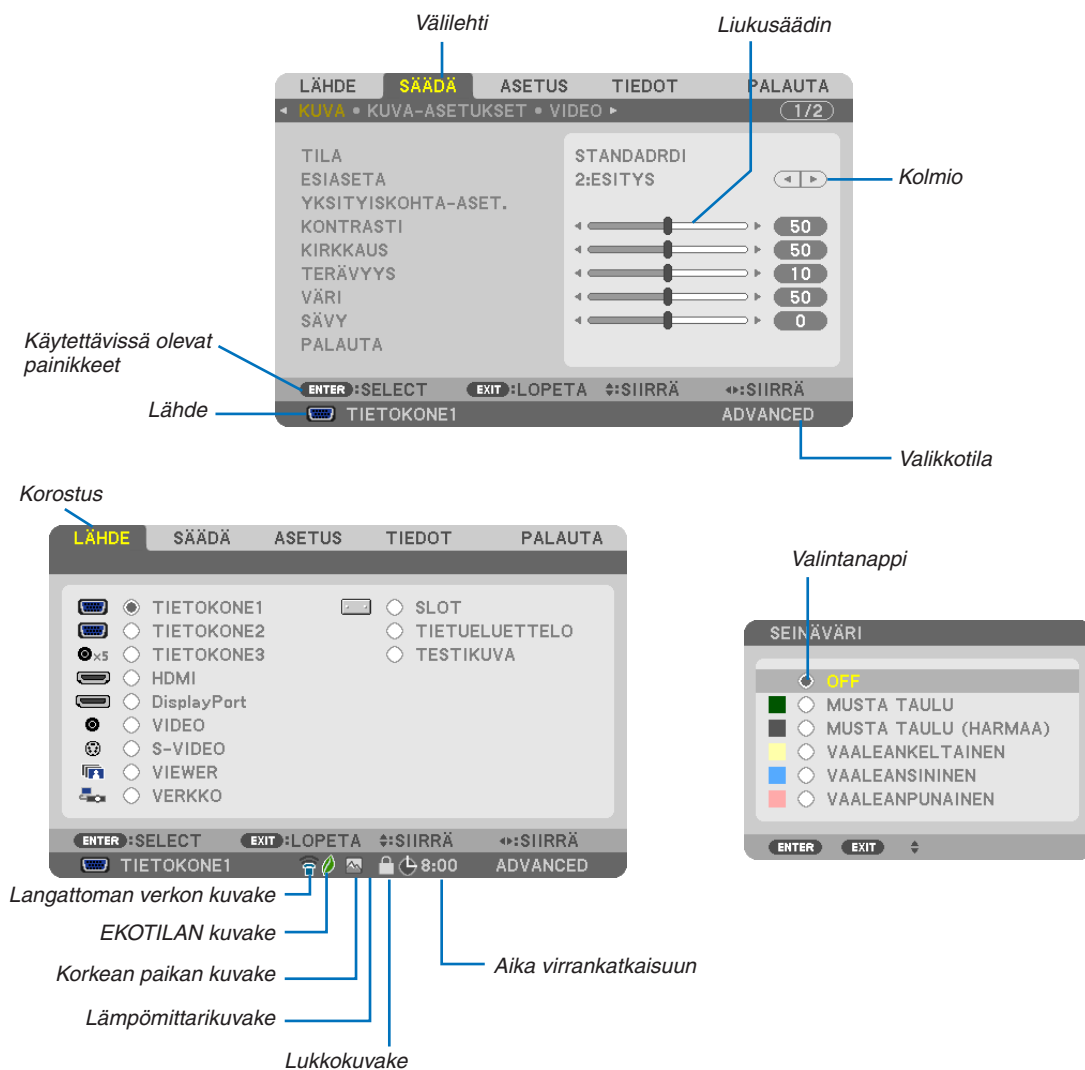 Välilehti
Liukusäädin
LÄHDE SÄÄDÄ ASETUS TIEDOT PALAUTA
KUVA • KUVA-ASETUKSET • VIDEO 1/2
TILA STANDADRDI
ESIASETA 2:ESITYS
Kolmio
YKSITYISKOHTA-ASET.
KONTRASTI 50
KIRKKAUS 50
TERÄVYYS 10
VÄRI 50
SÄVY 0
PALAUTA
Käytettävissä olevat
painikkeet
ENTER :SELECT EXIT :LOPETA :SIIRRÄ :SIIRRÄ
Lähde
TIETOKONE1 ADVANCED
Valikkotila
Korostus
LÄHDE SÄÄDÄ ASETUS TIEDOT PALAUTA
TIETOKONE1 SLOT
TIETOKONE2 TIETUELUETTELO
×5 TIETOKONE3 TESTIKUVA
HDMI
DisplayPort
VIDEO
S-VIDEO
VIEWER
VERKKO
ENTER :SELECT EXIT :LOPETA :SIIRRÄ :SIIRRÄ
TIETOKONE1 8:00 ADVANCED
Valintanappi
SEINÄVÄRI
OFF
MUSTA TAULU
MUSTA TAULU (HARMAA)
VAALEANKELTAINEN
VAALEANSININEN
VAALEANPUNAINEN
ENTER EXIT
Langattoman verkon kuvake
EKOTILAN kuvake
Korkean paikan kuvake
Aika virrankatkaisuun
Lämpömittarikuvake
Lukkokuvake